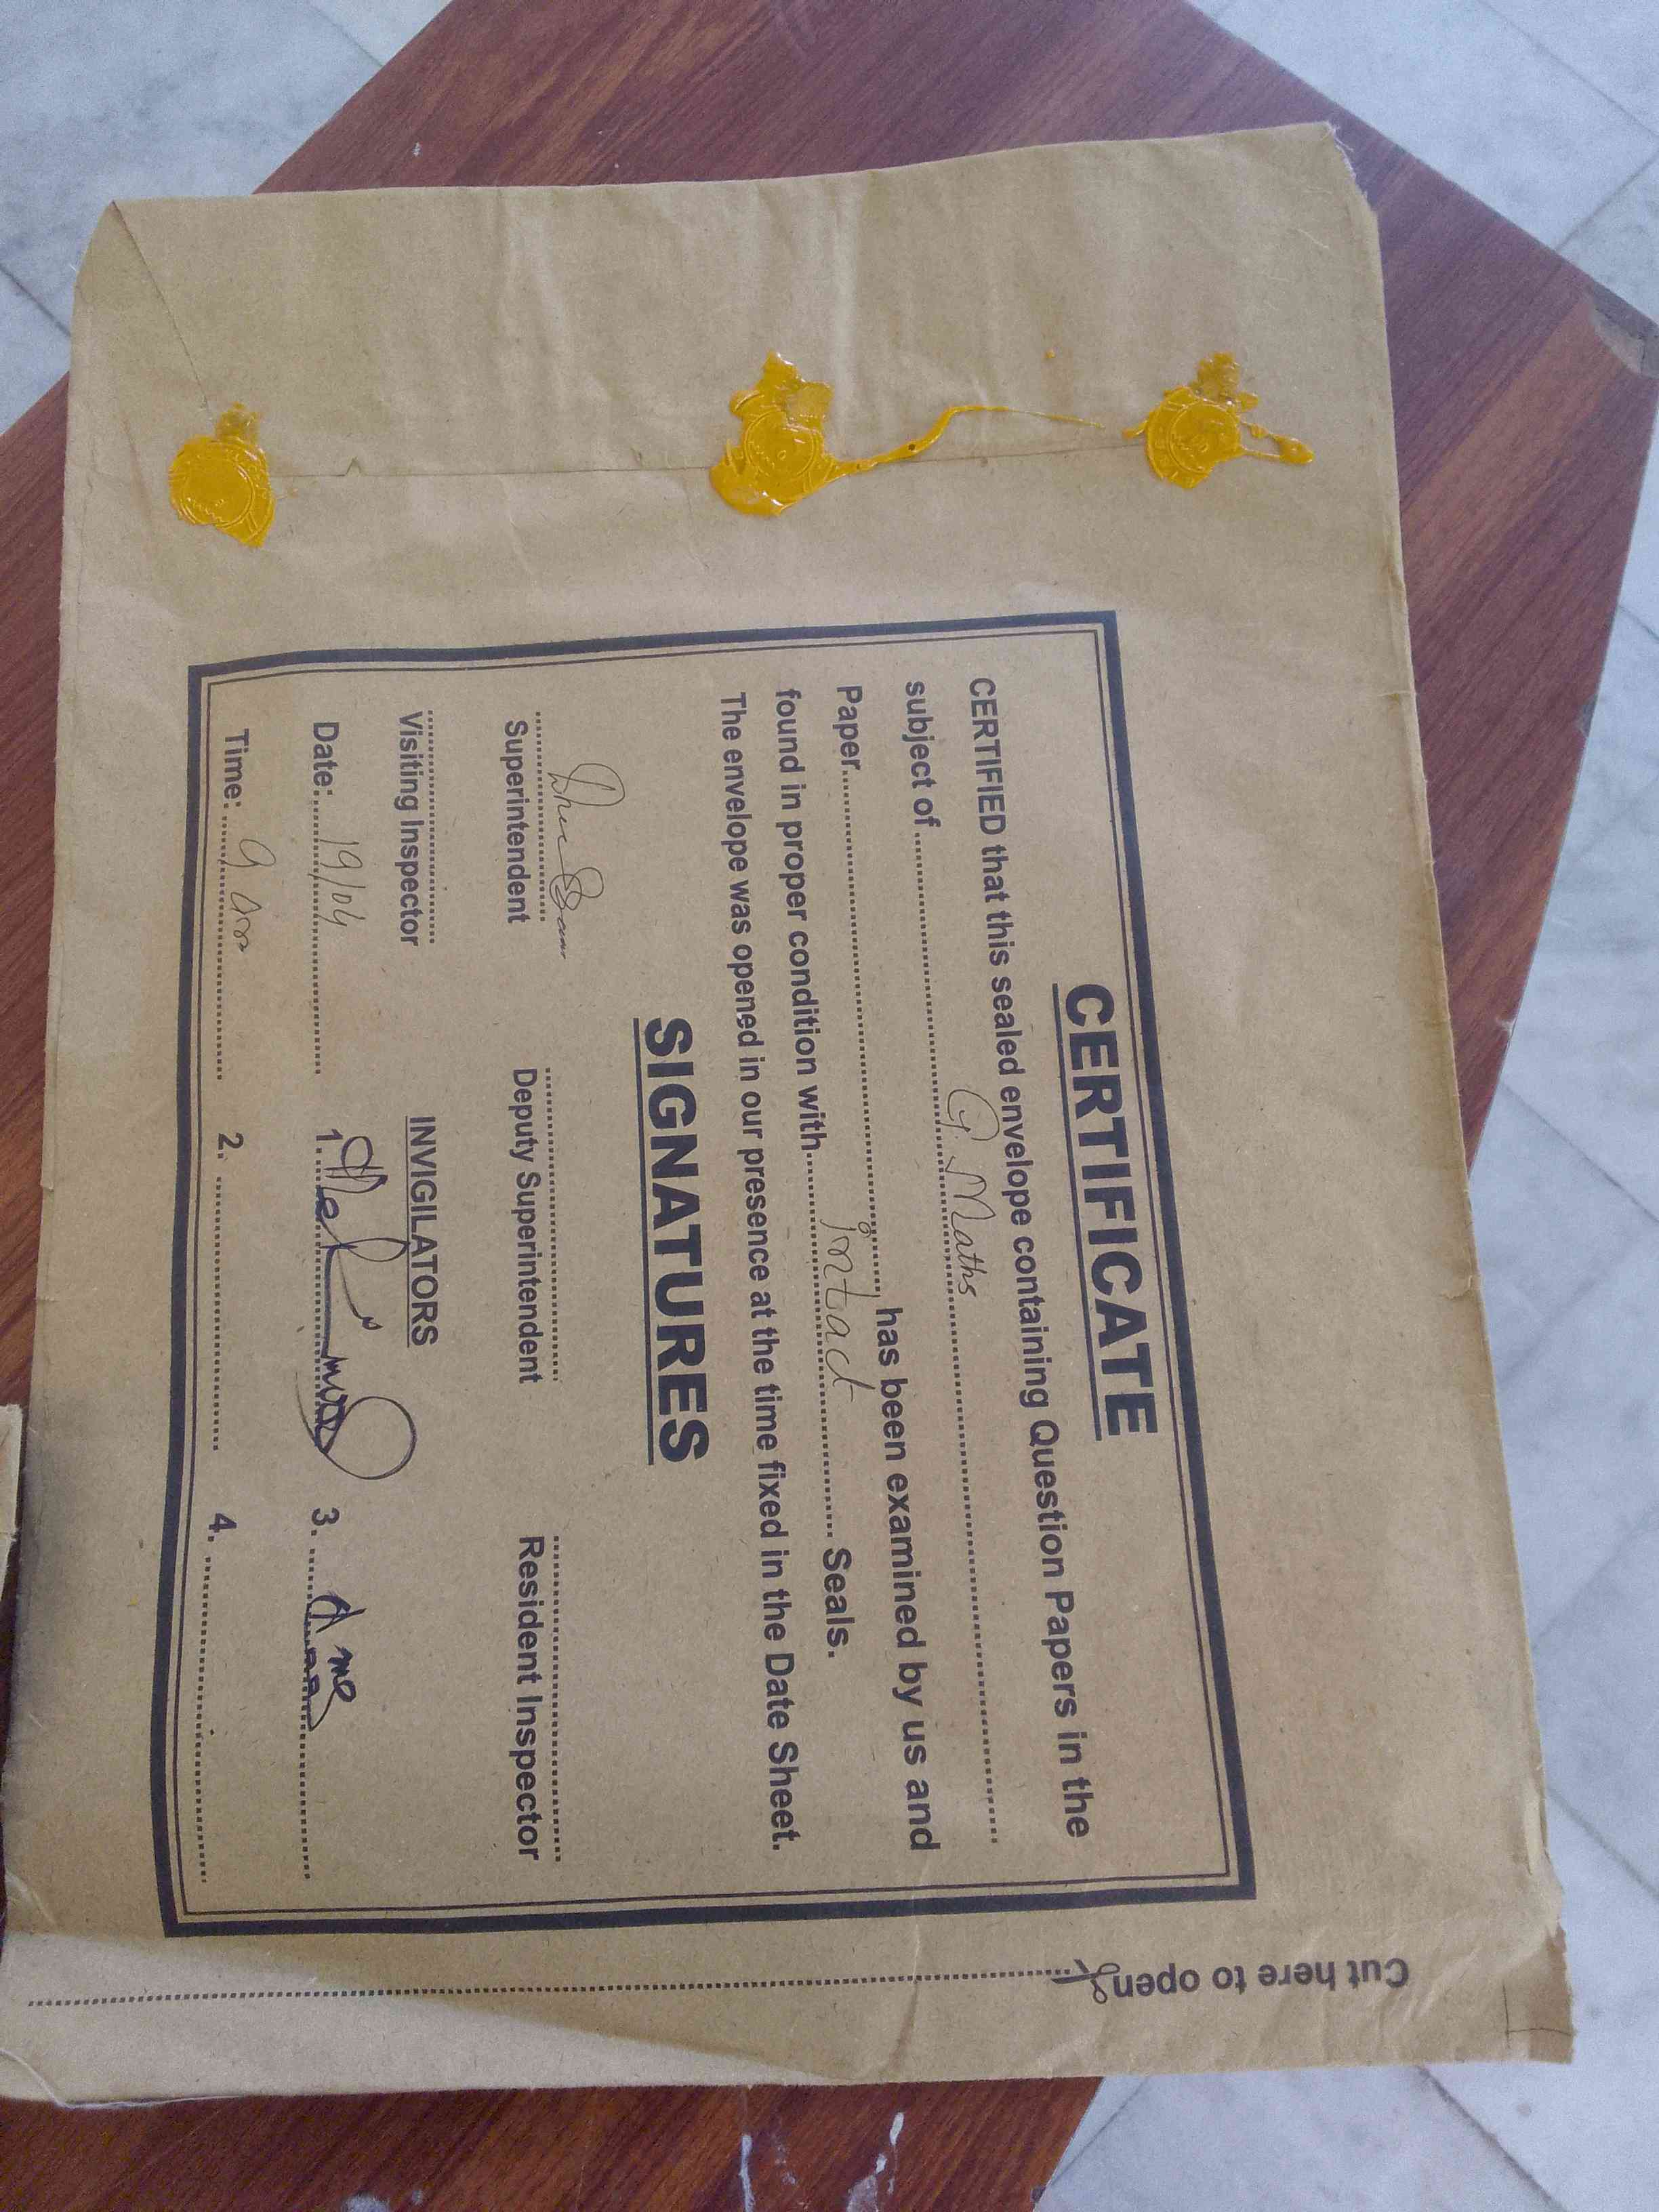 CERTIFICATE
CERTIFIED that this sealed envelope containing Question Papers in the
subject of.....G. Maths.....
Paper..........has been examined by us and
found in proper condition with.....intact.....Seals.
The envelope was opened in our presence at the time fixed in the Date Sheet.
SIGNATURES
Superintendent Deputy Superintendent Resident Inspector
Visiting Inspector INVIGILATORS
Date:.....19/04..... 1. 3.
Time:.....9 Am..... 2. .......... 4. ..........
Cut here to open